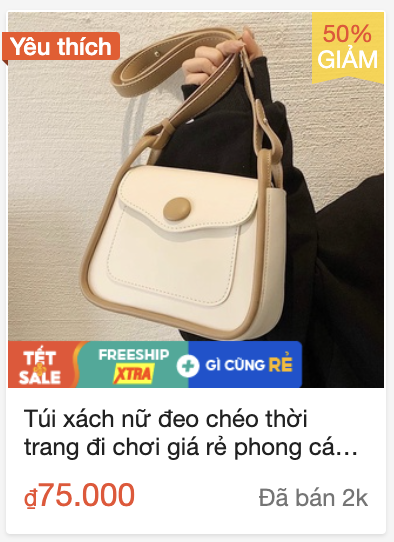 Yêu thích
50%
GIẢM
TẾT
SALE
FREESHIP
XTRA
GÌ CŨNG RẺ
Túi xách nữ đeo chéo thời
trang đi chơi giá rẻ phong cá…
₫75.000
Đã bán 2k